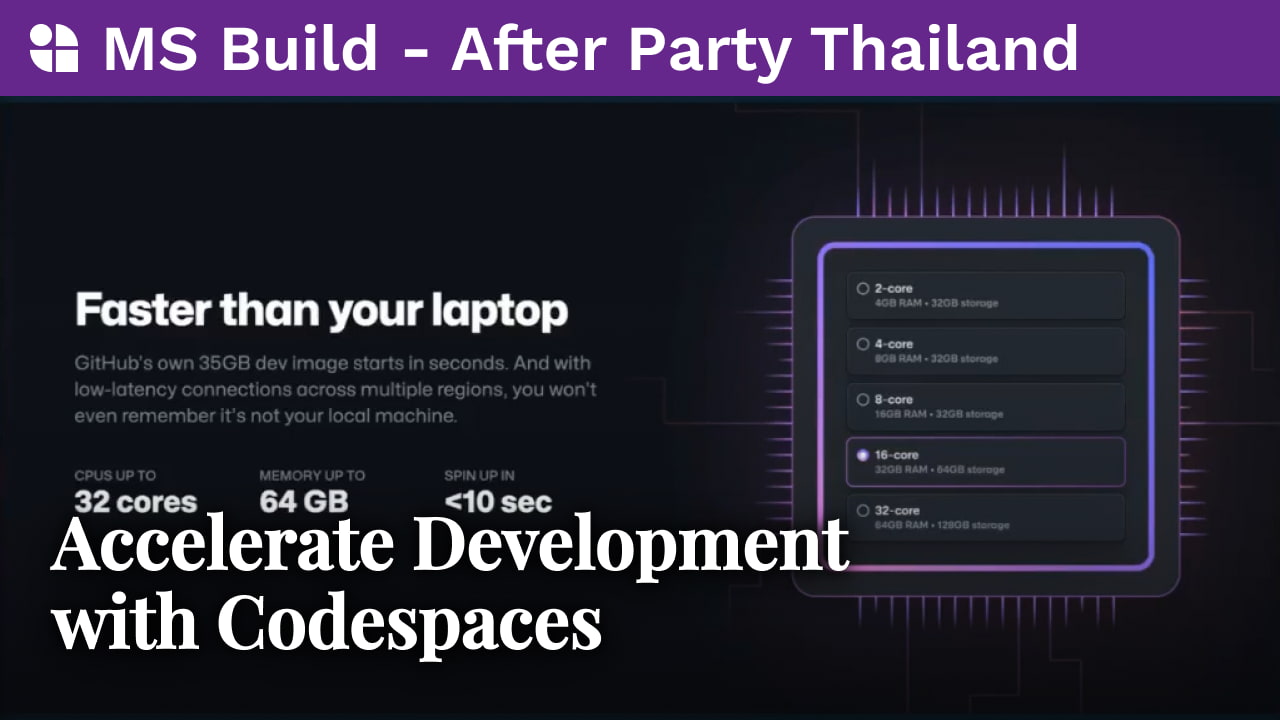 MS Build - After Party Thailand
Faster than your laptop
GitHub's own 35GB dev image starts in seconds. And with
low-latency connections across multiple regions, you won't
even remember it's not your local machine.
CPUS UP TO
32 cores
MEMORY UP TO
64 GB
SPIN UP IN
<10 sec
2-core
4GB RAM • 32GB storage
4-core
8GB RAM • 32GB storage
8-core
16GB RAM • 32GB storage
16-core
32GB RAM • 64GB storage
32-core
64GB RAM • 128GB storage
Accelerate Development
with Codespaces